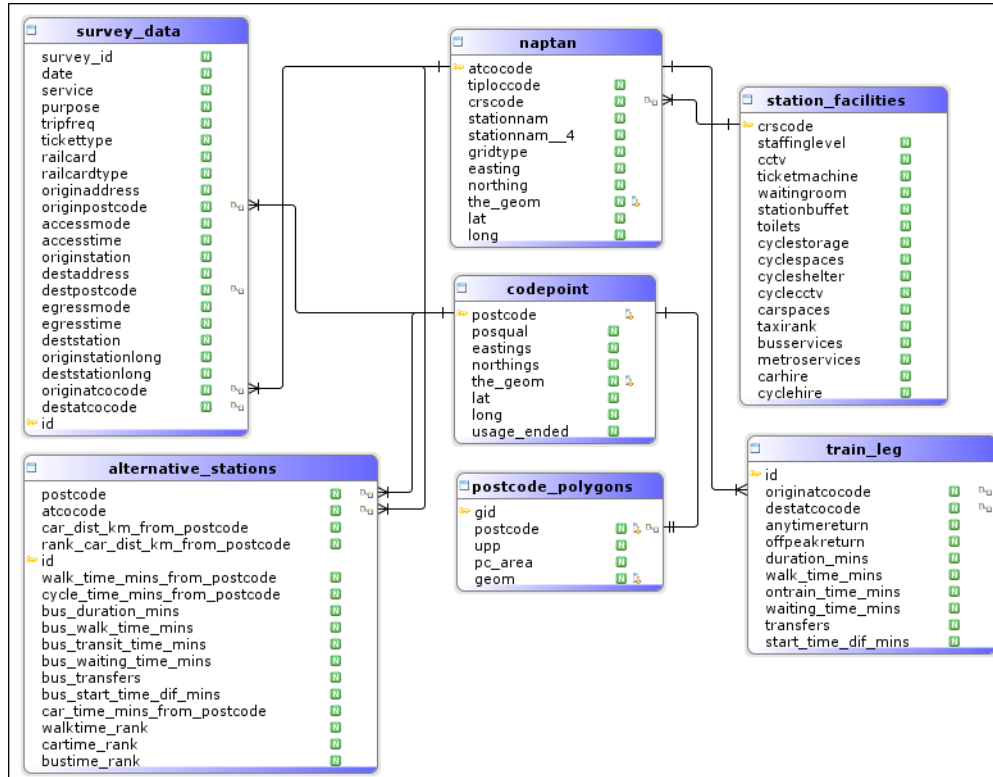 survey_data
survey_id
date
service
purpose
tripfreq
tickettype
railcard
railcardtype
originaddress
originpostcode
accessmode
accesstime
originstation
destaddress
destpostcode
egressmode
egresstime
deststation
originstationlong
deststationlong
originatcocode
destatcocode
id
naptan
atcocode
tiploccode
crscode
stationnam
stationnam__4
gridtype
easting
northing
the_geom
lat
long
station_facilities
crscode
staffinglevel
cctv
ticketmachine
waitingroom
stationbuffet
toilets
cyclestorage
cyclespaces
cycleshelter
cyclecctv
carspaces
taxirank
busservices
metroservices
carhire
cyclehire
codepoint
postcode
posqual
eastings
northings
the_geom
lat
long
usage_ended
alternative_stations
postcode
atcocode
car_dist_km_from_postcode
rank_car_dist_km_from_postcode
id
walk_time_mins_from_postcode
cycle_time_mins_from_postcode
bus_duration_mins
bus_walk_time_mins
bus_transit_time_mins
bus_waiting_time_mins
bus_transfers
bus_start_time_dif_mins
car_time_mins_from_postcode
walktime_rank
cartime_rank
bustime_rank
postcode_polygons
gid
postcode
upp
pc_area
geom
train_leg
id
originatcocode
destatcocode
anytimereturn
offpeakreturn
duration_mins
walk_time_mins
ontrain_time_mins
waiting_time_mins
transfers
start_time_dif_mins